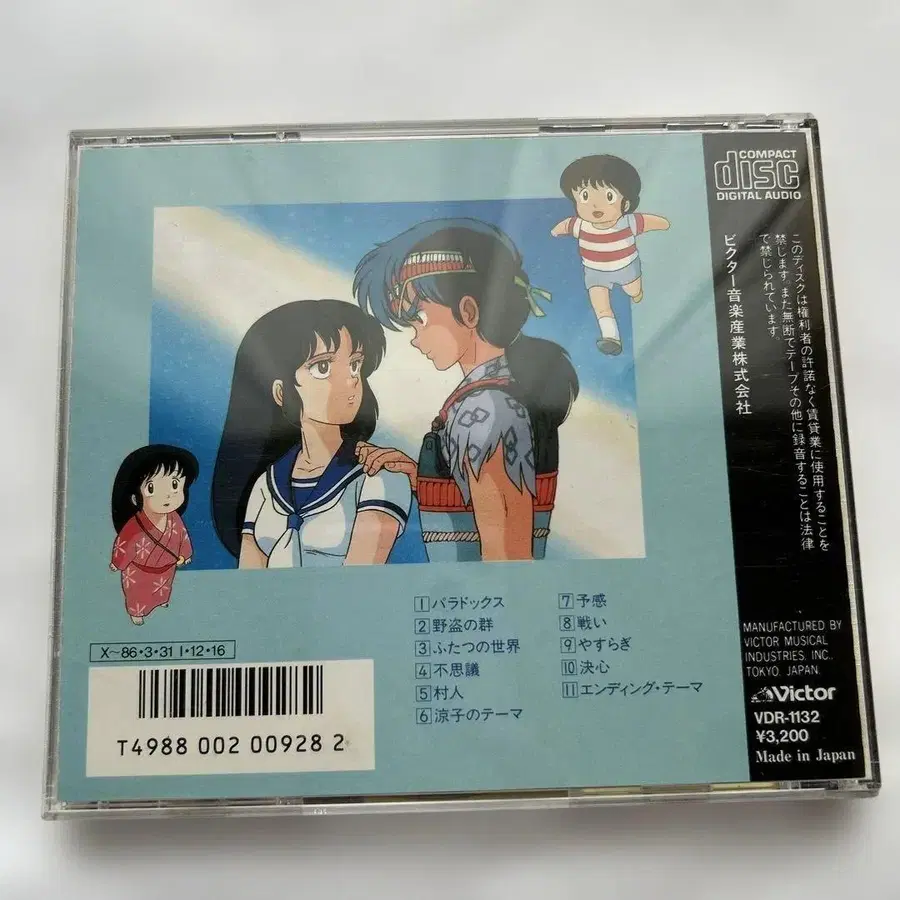 COMPACT
disc
DIGITAL AUDIO
このディスクは権利者の許諾なく賃貸業に使用することを
禁じます。また無断でテープその他に録音することは法律
で禁じられています。
ビクター音楽産業株式会社
1 パラドックス
2 野盗の群
3 ふたつの世界
4 不思議
5 村人
6 涼子のテーマ
7 予感
8 戦い
9 やすらぎ
10 決心
11 エンディング・テーマ
X~86・3・31 I・12・16
T4988 002 00928 2
MANUFACTURED BY
VICTOR MUSICAL
INDUSTRIES, INC.,
TOKYO, JAPAN.
Victor
VDR-1132
¥3,200
Made in Japan